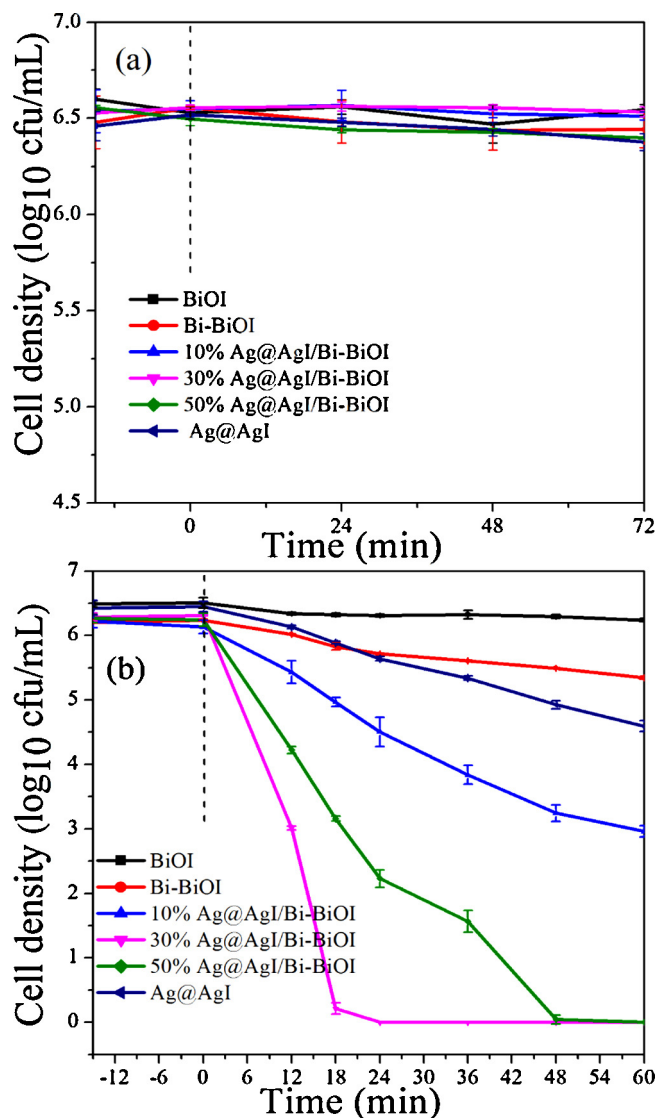 (a)
Cell density (log10 cfu/mL)
7.0
6.5
6.0
5.5
5.0
4.5
BiOI
Bi-BiOI
10% Ag@AgI/Bi-BiOI
30% Ag@AgI/Bi-BiOI
50% Ag@AgI/Bi-BiOI
Ag@AgI
0 24 48 72
Time (min)
(b)
Cell density (log10 cfu/mL)
7
6
5
4
3
2
1
0
BiOI
Bi-BiOI
10% Ag@AgI/Bi-BiOI
30% Ag@AgI/Bi-BiOI
50% Ag@AgI/Bi-BiOI
Ag@AgI
-12 -6 0 6 12 18 24 30 36 42 48 54 60
Time (min)